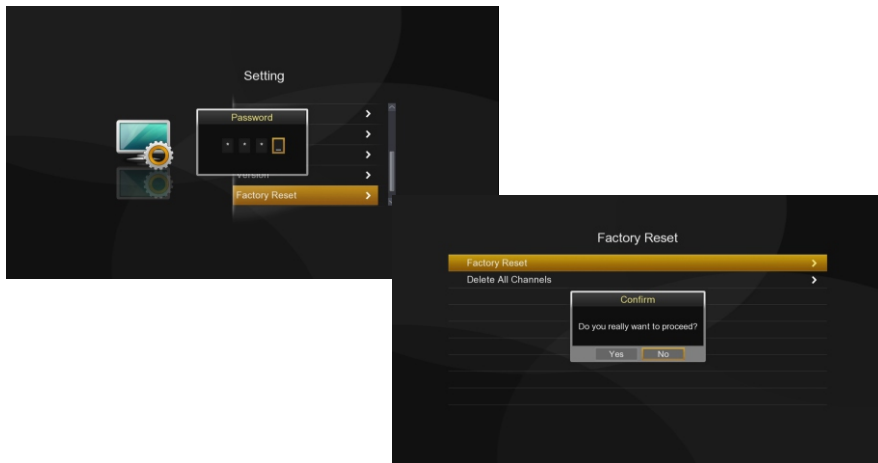 Setting
Password
* * * _
Version
Factory Reset
Factory Reset
Factory Reset
Delete All Channels
Confirm
Do you really want to proceed?
Yes No